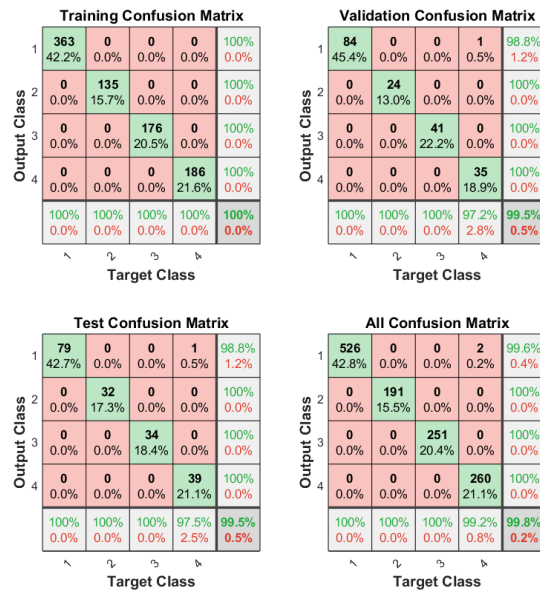 Training Confusion Matrix
1 363 0 0 0 100%
42.2% 0.0% 0.0% 0.0% 0.0%
2 0 135 0 0 100%
0.0% 15.7% 0.0% 0.0% 0.0%
3 0 0 176 0 100%
0.0% 0.0% 20.5% 0.0% 0.0%
4 0 0 0 186 100%
0.0% 0.0% 0.0% 21.6% 0.0%
100% 100% 100% 100% 100%
0.0% 0.0% 0.0% 0.0% 0.0%
1 2 3 4
Target Class
Output Class
Validation Confusion Matrix
1 84 0 0 1 98.8%
45.4% 0.0% 0.0% 0.5% 1.2%
2 0 24 0 0 100%
0.0% 13.0% 0.0% 0.0% 0.0%
3 0 0 41 0 100%
0.0% 0.0% 22.2% 0.0% 0.0%
4 0 0 0 35 100%
0.0% 0.0% 0.0% 18.9% 0.0%
100% 100% 100% 97.2% 99.5%
0.0% 0.0% 0.0% 2.8% 0.5%
1 2 3 4
Target Class
Output Class
Test Confusion Matrix
1 79 0 0 1 98.8%
42.7% 0.0% 0.0% 0.5% 1.2%
2 0 32 0 0 100%
0.0% 17.3% 0.0% 0.0% 0.0%
3 0 0 34 0 100%
0.0% 0.0% 18.4% 0.0% 0.0%
4 0 0 0 39 100%
0.0% 0.0% 0.0% 21.1% 0.0%
100% 100% 100% 97.5% 99.5%
0.0% 0.0% 0.0% 2.5% 0.5%
1 2 3 4
Target Class
Output Class
All Confusion Matrix
1 526 0 0 2 99.6%
42.8% 0.0% 0.0% 0.2% 0.4%
2 0 191 0 0 100%
0.0% 15.5% 0.0% 0.0% 0.0%
3 0 0 251 0 100%
0.0% 0.0% 20.4% 0.0% 0.0%
4 0 0 0 260 100%
0.0% 0.0% 0.0% 21.1% 0.0%
100% 100% 100% 99.2% 99.8%
0.0% 0.0% 0.0% 0.8% 0.2%
1 2 3 4
Target Class
Output Class